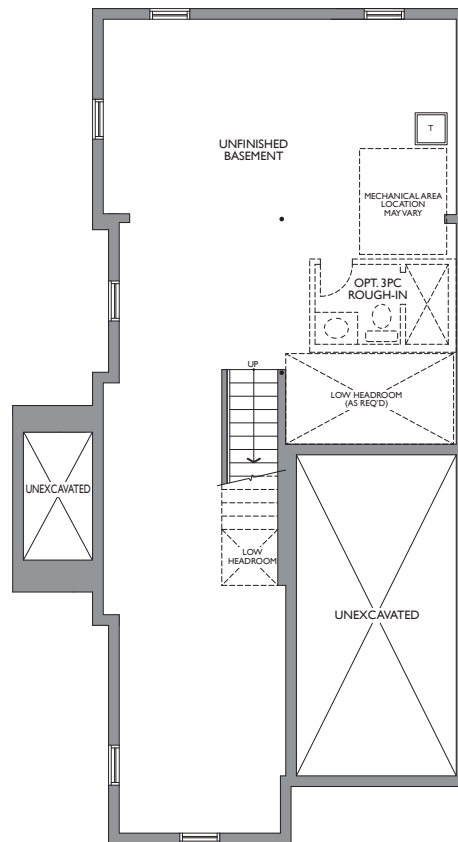 T
UNFINISHED
BASEMENT
MECHANICAL AREA
LOCATION
MAY VARY
OPT. 3PC
ROUGH-IN
UP
LOW HEADROOM
(AS REQ'D)
UNEXCAVATED
LOW
HEADROOM
UNEXCAVATED